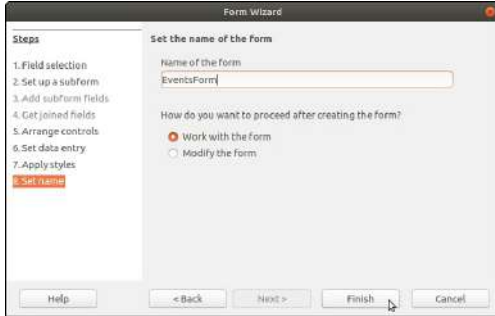 Form Wizard
Steps
1. Field selection
2. Set up a subform
3. Add subform fields
4. Get joined fields
5. Arrange controls
6. Set data entry
7. Apply styles
8. Set name
Set the name of the form
Name of the form
EventsForm
How do you want to proceed after creating the form?
Work with the form
Modify the form
Help
< Back
Next >
Finish
Cancel